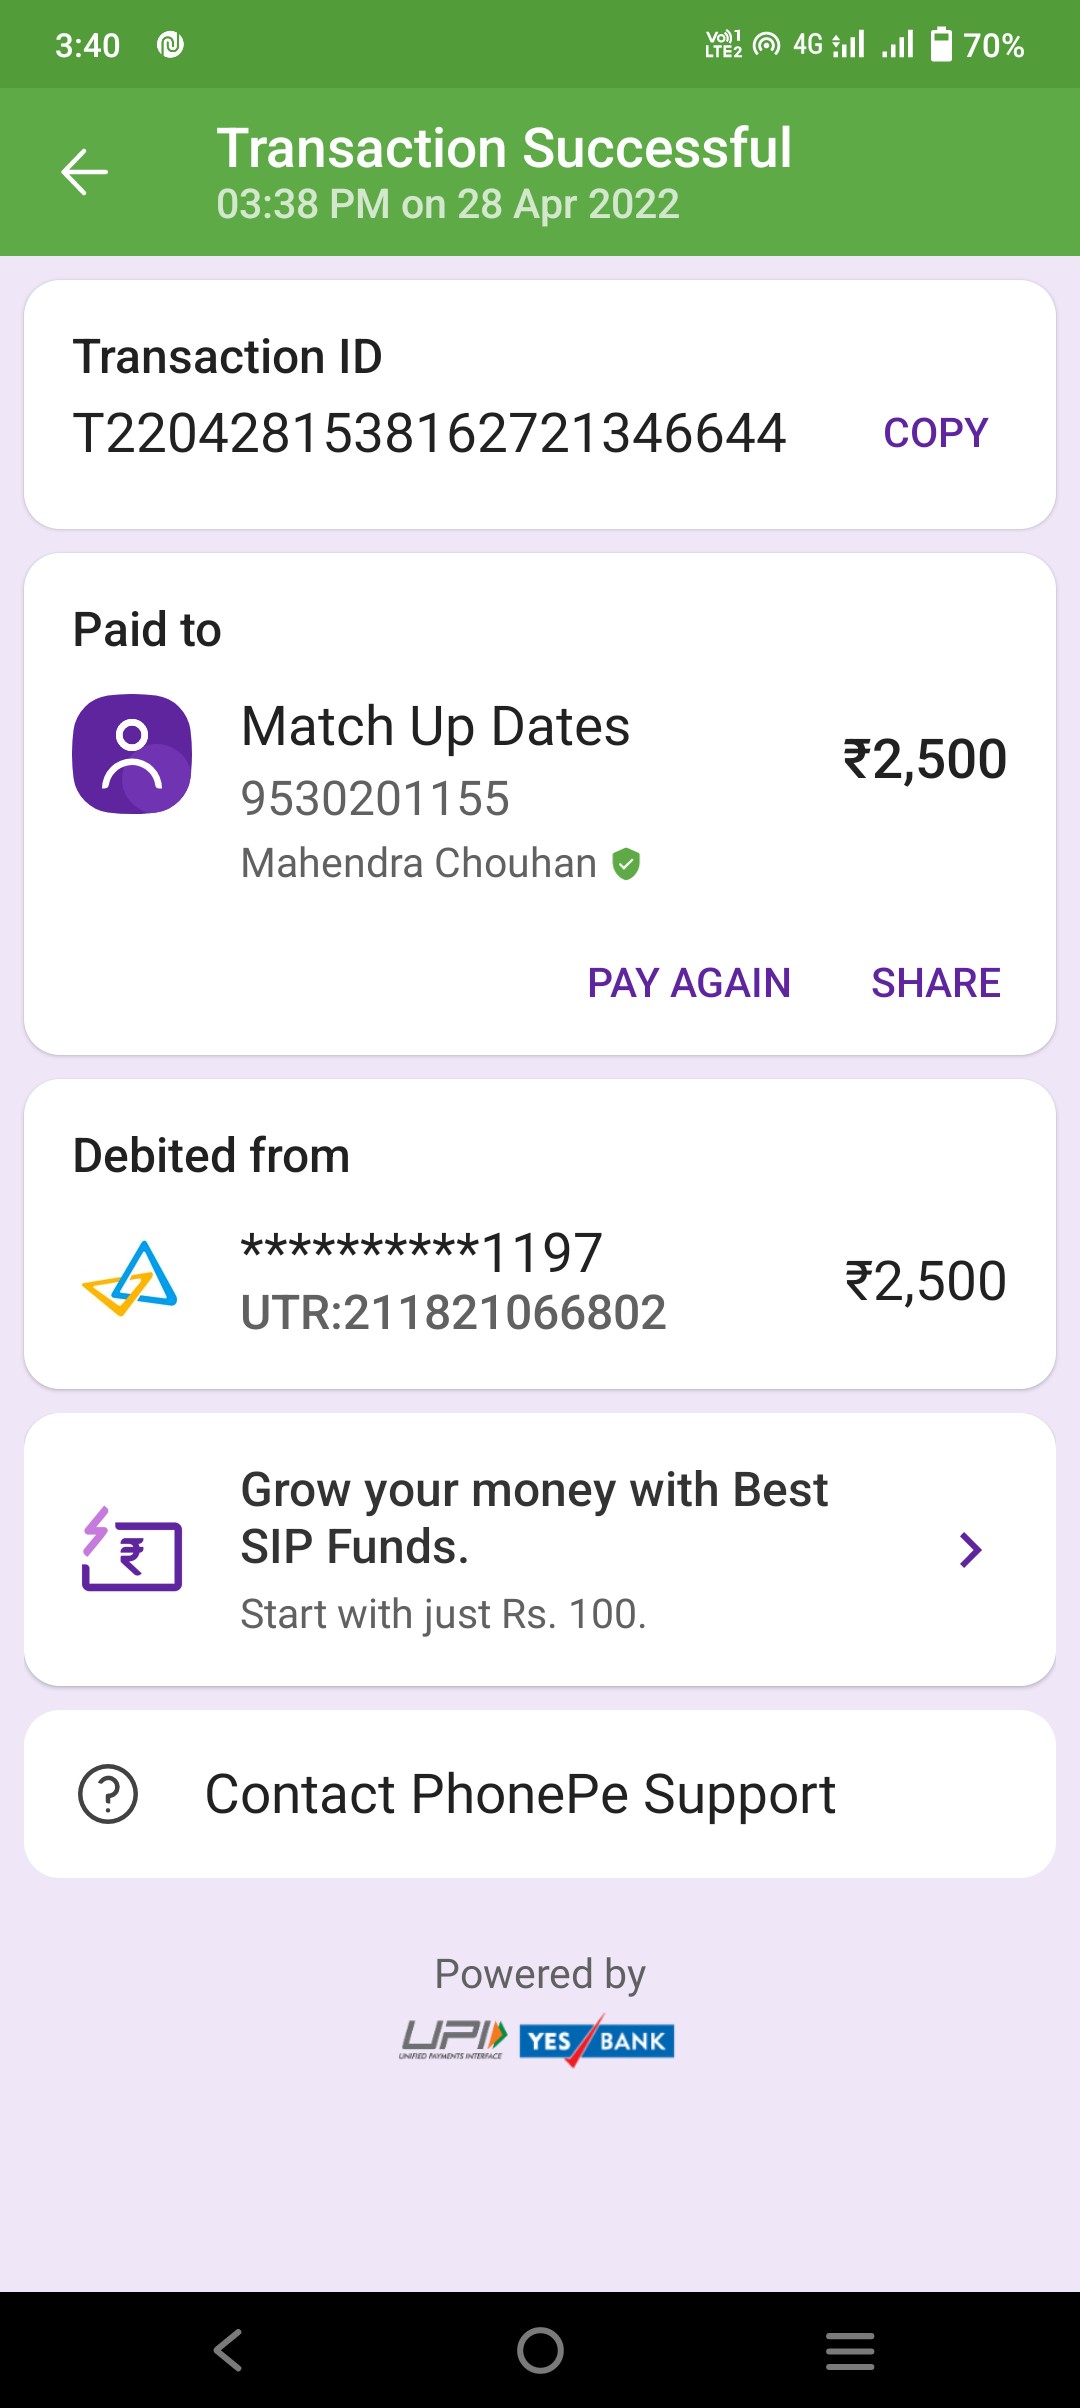 3:40
Vo)) 1
LTE2
4G
70%
Transaction Successful
03:38 PM on 28 Apr 2022
Transaction ID
T2204281538162721346644
COPY
Paid to
Match Up Dates
₹2,500
9530201155
Mahendra Chouhan
PAY AGAIN
SHARE
Debited from
**********1197
₹2,500
UTR:211821066802
Grow your money with Best
SIP Funds.
Start with just Rs. 100.
Contact PhonePe Support
Powered by
UPI
UNIFIED PAYMENTS INTERFACE
YES BANK